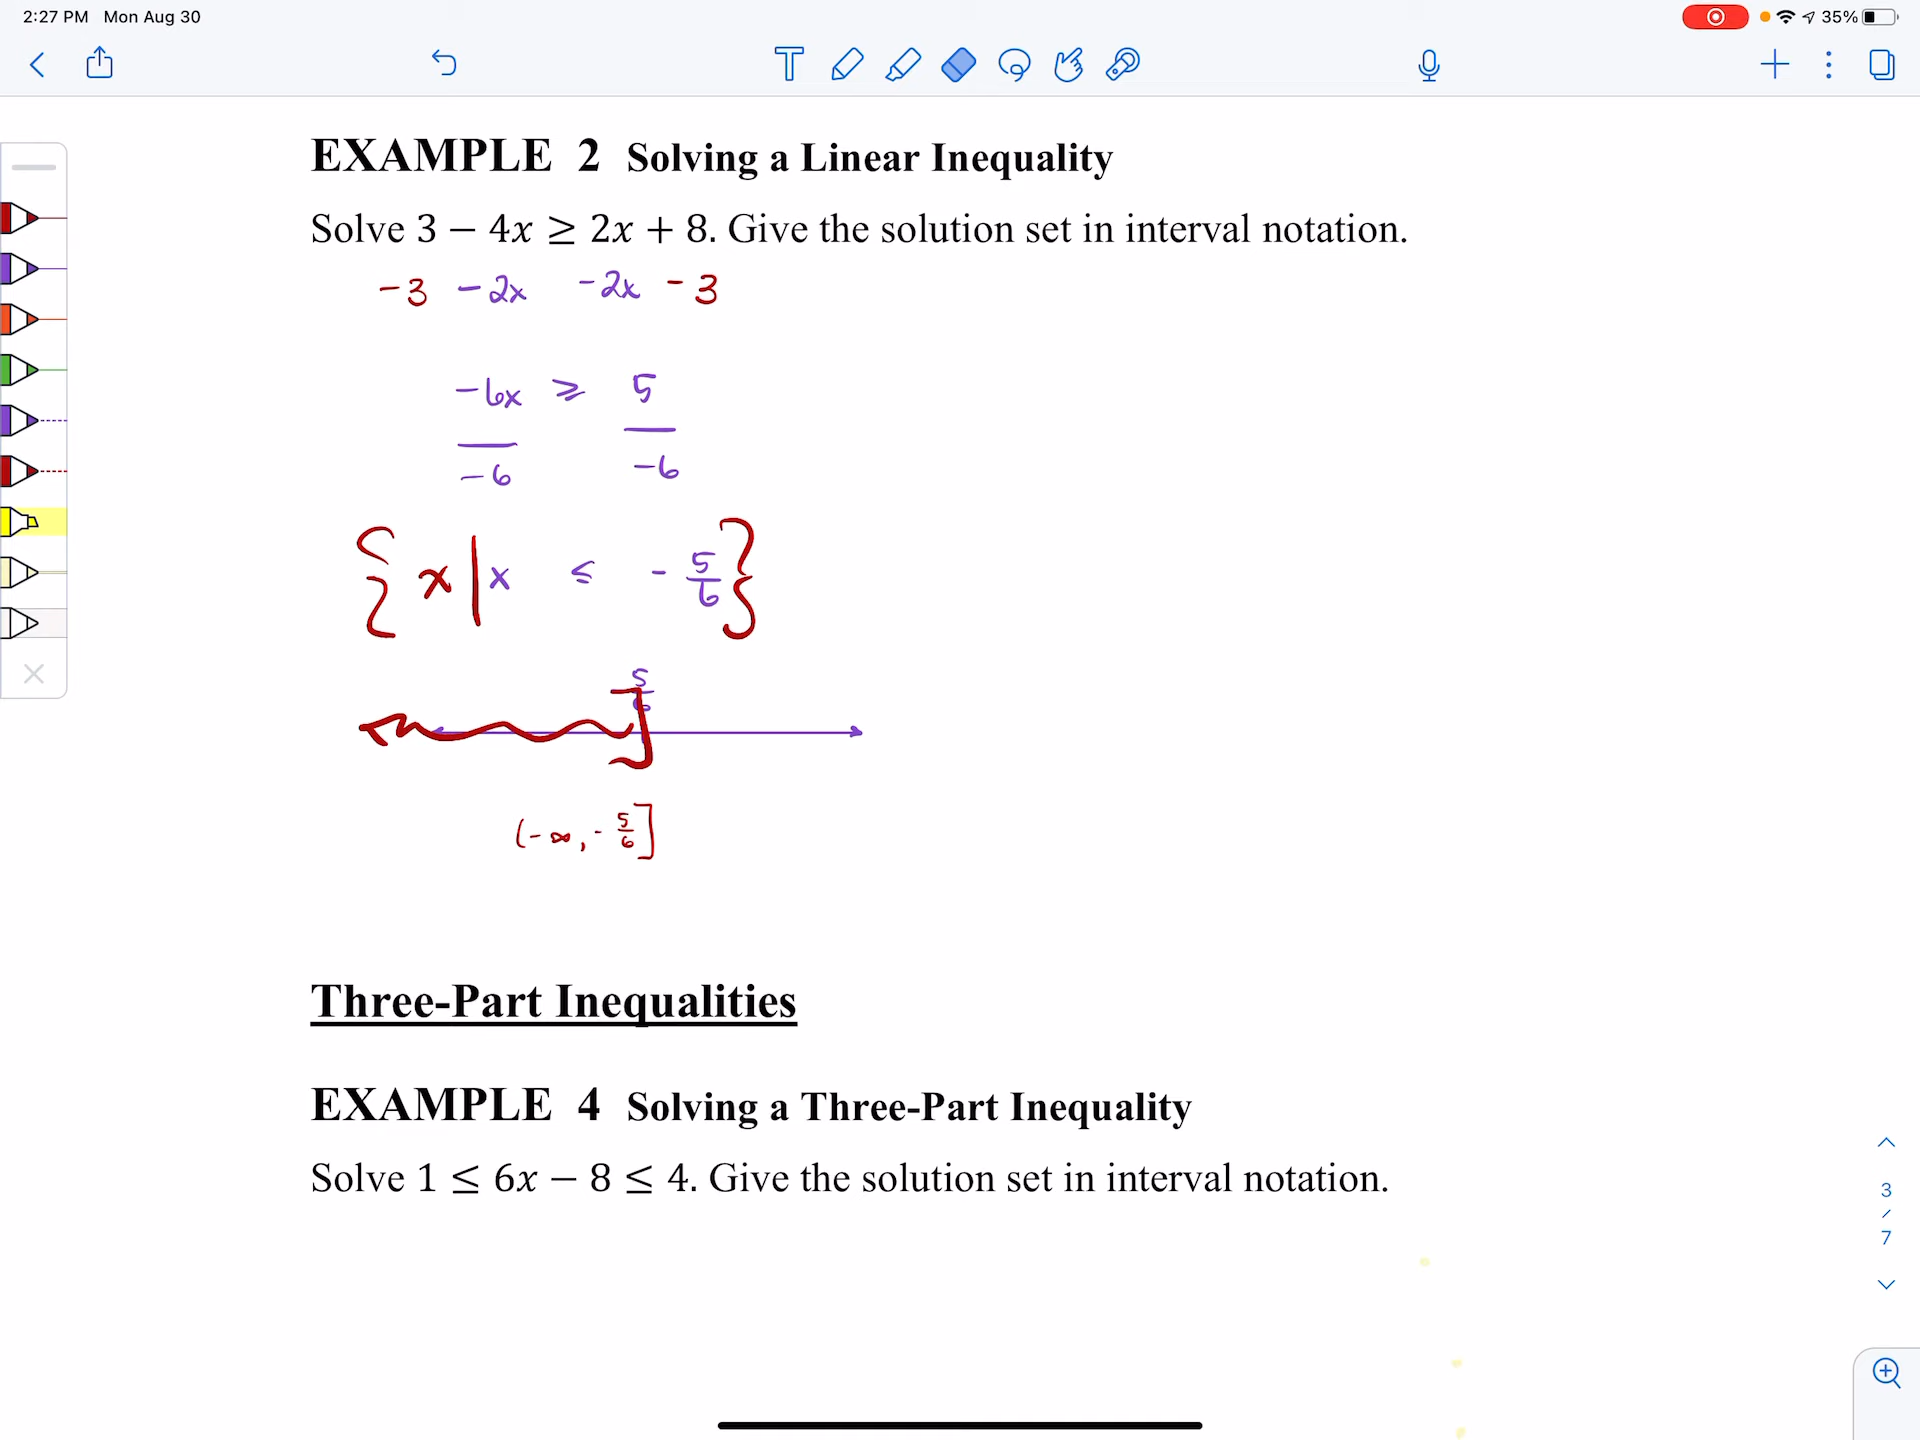 2:27 PM Mon Aug 30
35%
T
EXAMPLE 2 Solving a Linear Inequality
Solve 3 − 4x ≥ 2x + 8. Give the solution set in interval notation.
-3 -2x -2x -3
-6x ≥ 5
-6 -6
{x|x ≤ -5/6}
5/6
(-∞, -5/6]
Three-Part Inequalities
EXAMPLE 4 Solving a Three-Part Inequality
Solve 1 ≤ 6x − 8 ≤ 4. Give the solution set in interval notation.
3
/
7